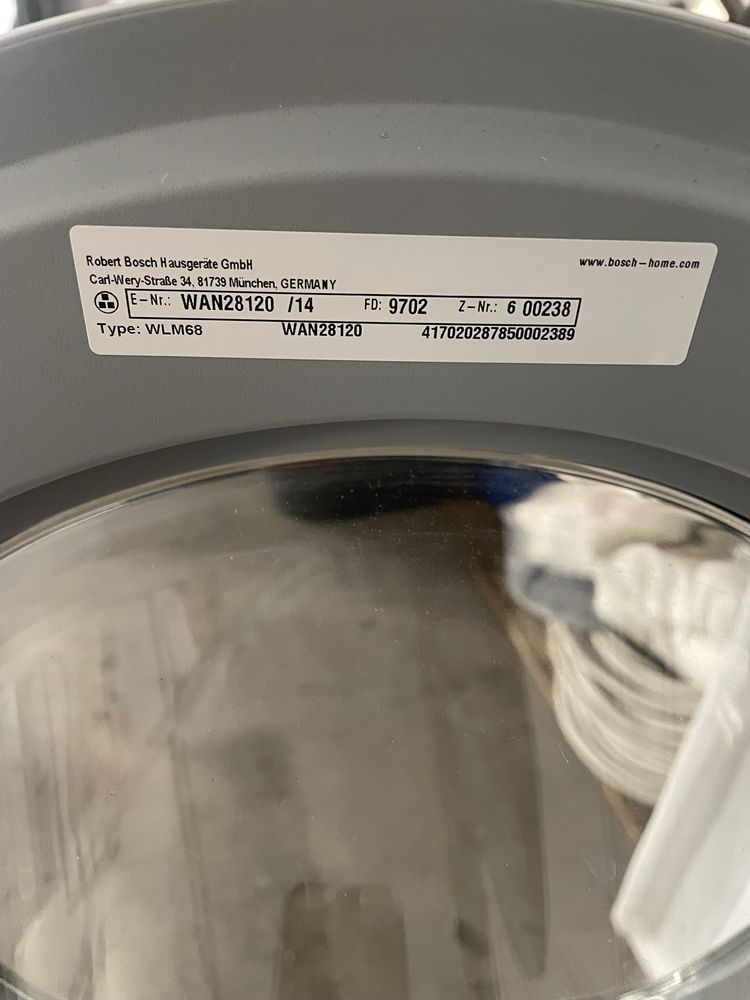 Robert Bosch Hausgeräte GmbH
www.bosch-home.com
Carl-Wery-Straße 34, 81739 München, GERMANY
E-Nr.: WAN28120 /14 FD: 9702 Z-Nr.: 6 00238
Type: WLM68 WAN28120 417020287850002389